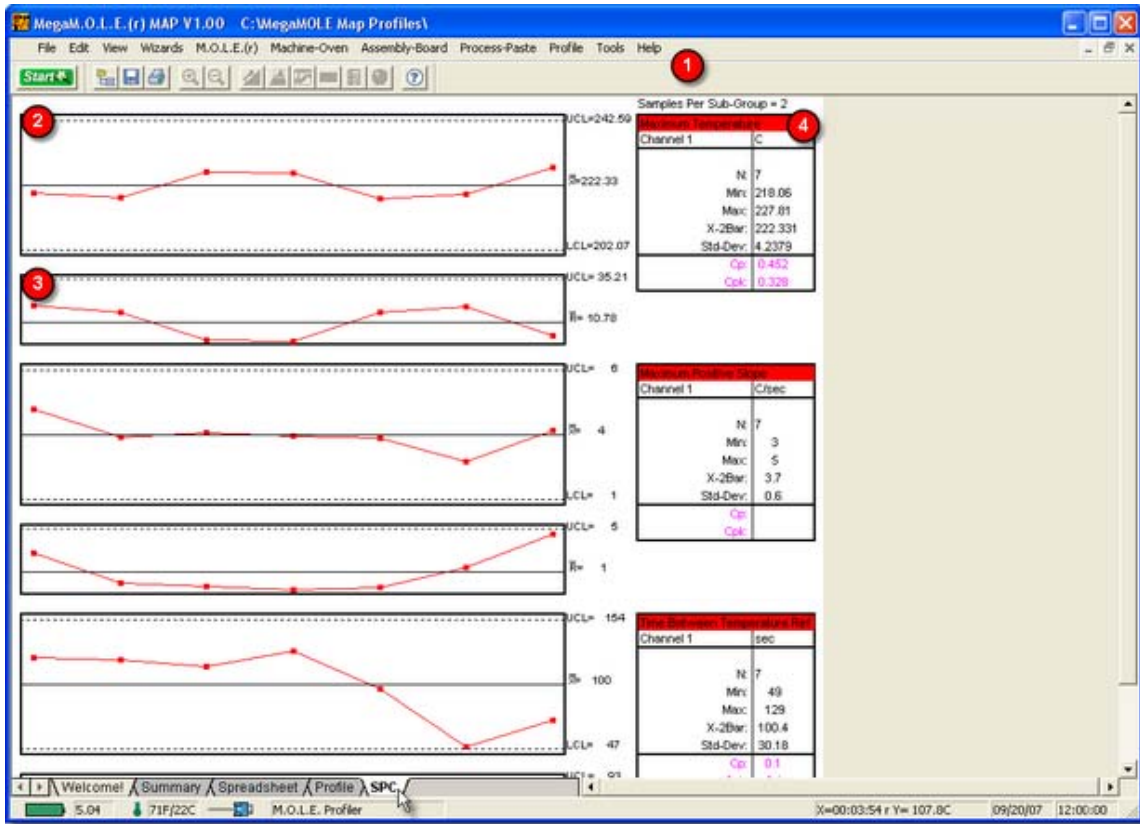 MegaM.O.L.E.(r) MAP V1.00 C:\MegaMOLE Map Profiles\
File Edit View Wizards M.O.L.E.(r) Machine-Oven Assembly-Board Process-Paste Profile Tools Help
1
Start
Samples Per Sub-Group = 2
2
UCL=242.59
X=222.33
LCL=202.07
Maximum Temperature
4
Channel 1 C
N: 7
Min: 218.06
Max: 227.81
X-2Bar: 222.331
Std-Dev: 4.2379
Cp: 0.452
Cpk: 0.328
3
UCL= 35.21
R= 10.78
UCL= 6
X= 4
LCL= 1
Maximum Positive Slope
Channel 1 C/sec
N: 7
Min: 3
Max: 5
X-2Bar: 3.7
Std-Dev: 0.6
Cp:
Cpk:
UCL= 5
R= 1
UCL= 154
X= 100
LCL= 47
Time Between Temperature Ref
Channel 1 sec
N: 7
Min: 49
Max: 129
X-2Bar: 100.4
Std-Dev: 30.18
Cp: 0.1
Welcome! Summary Spreadsheet Profile SPC
5.04 71F/22C M.O.L.E. Profiler X=00:03:54 r Y= 107.8C 09/20/07 12:00:00